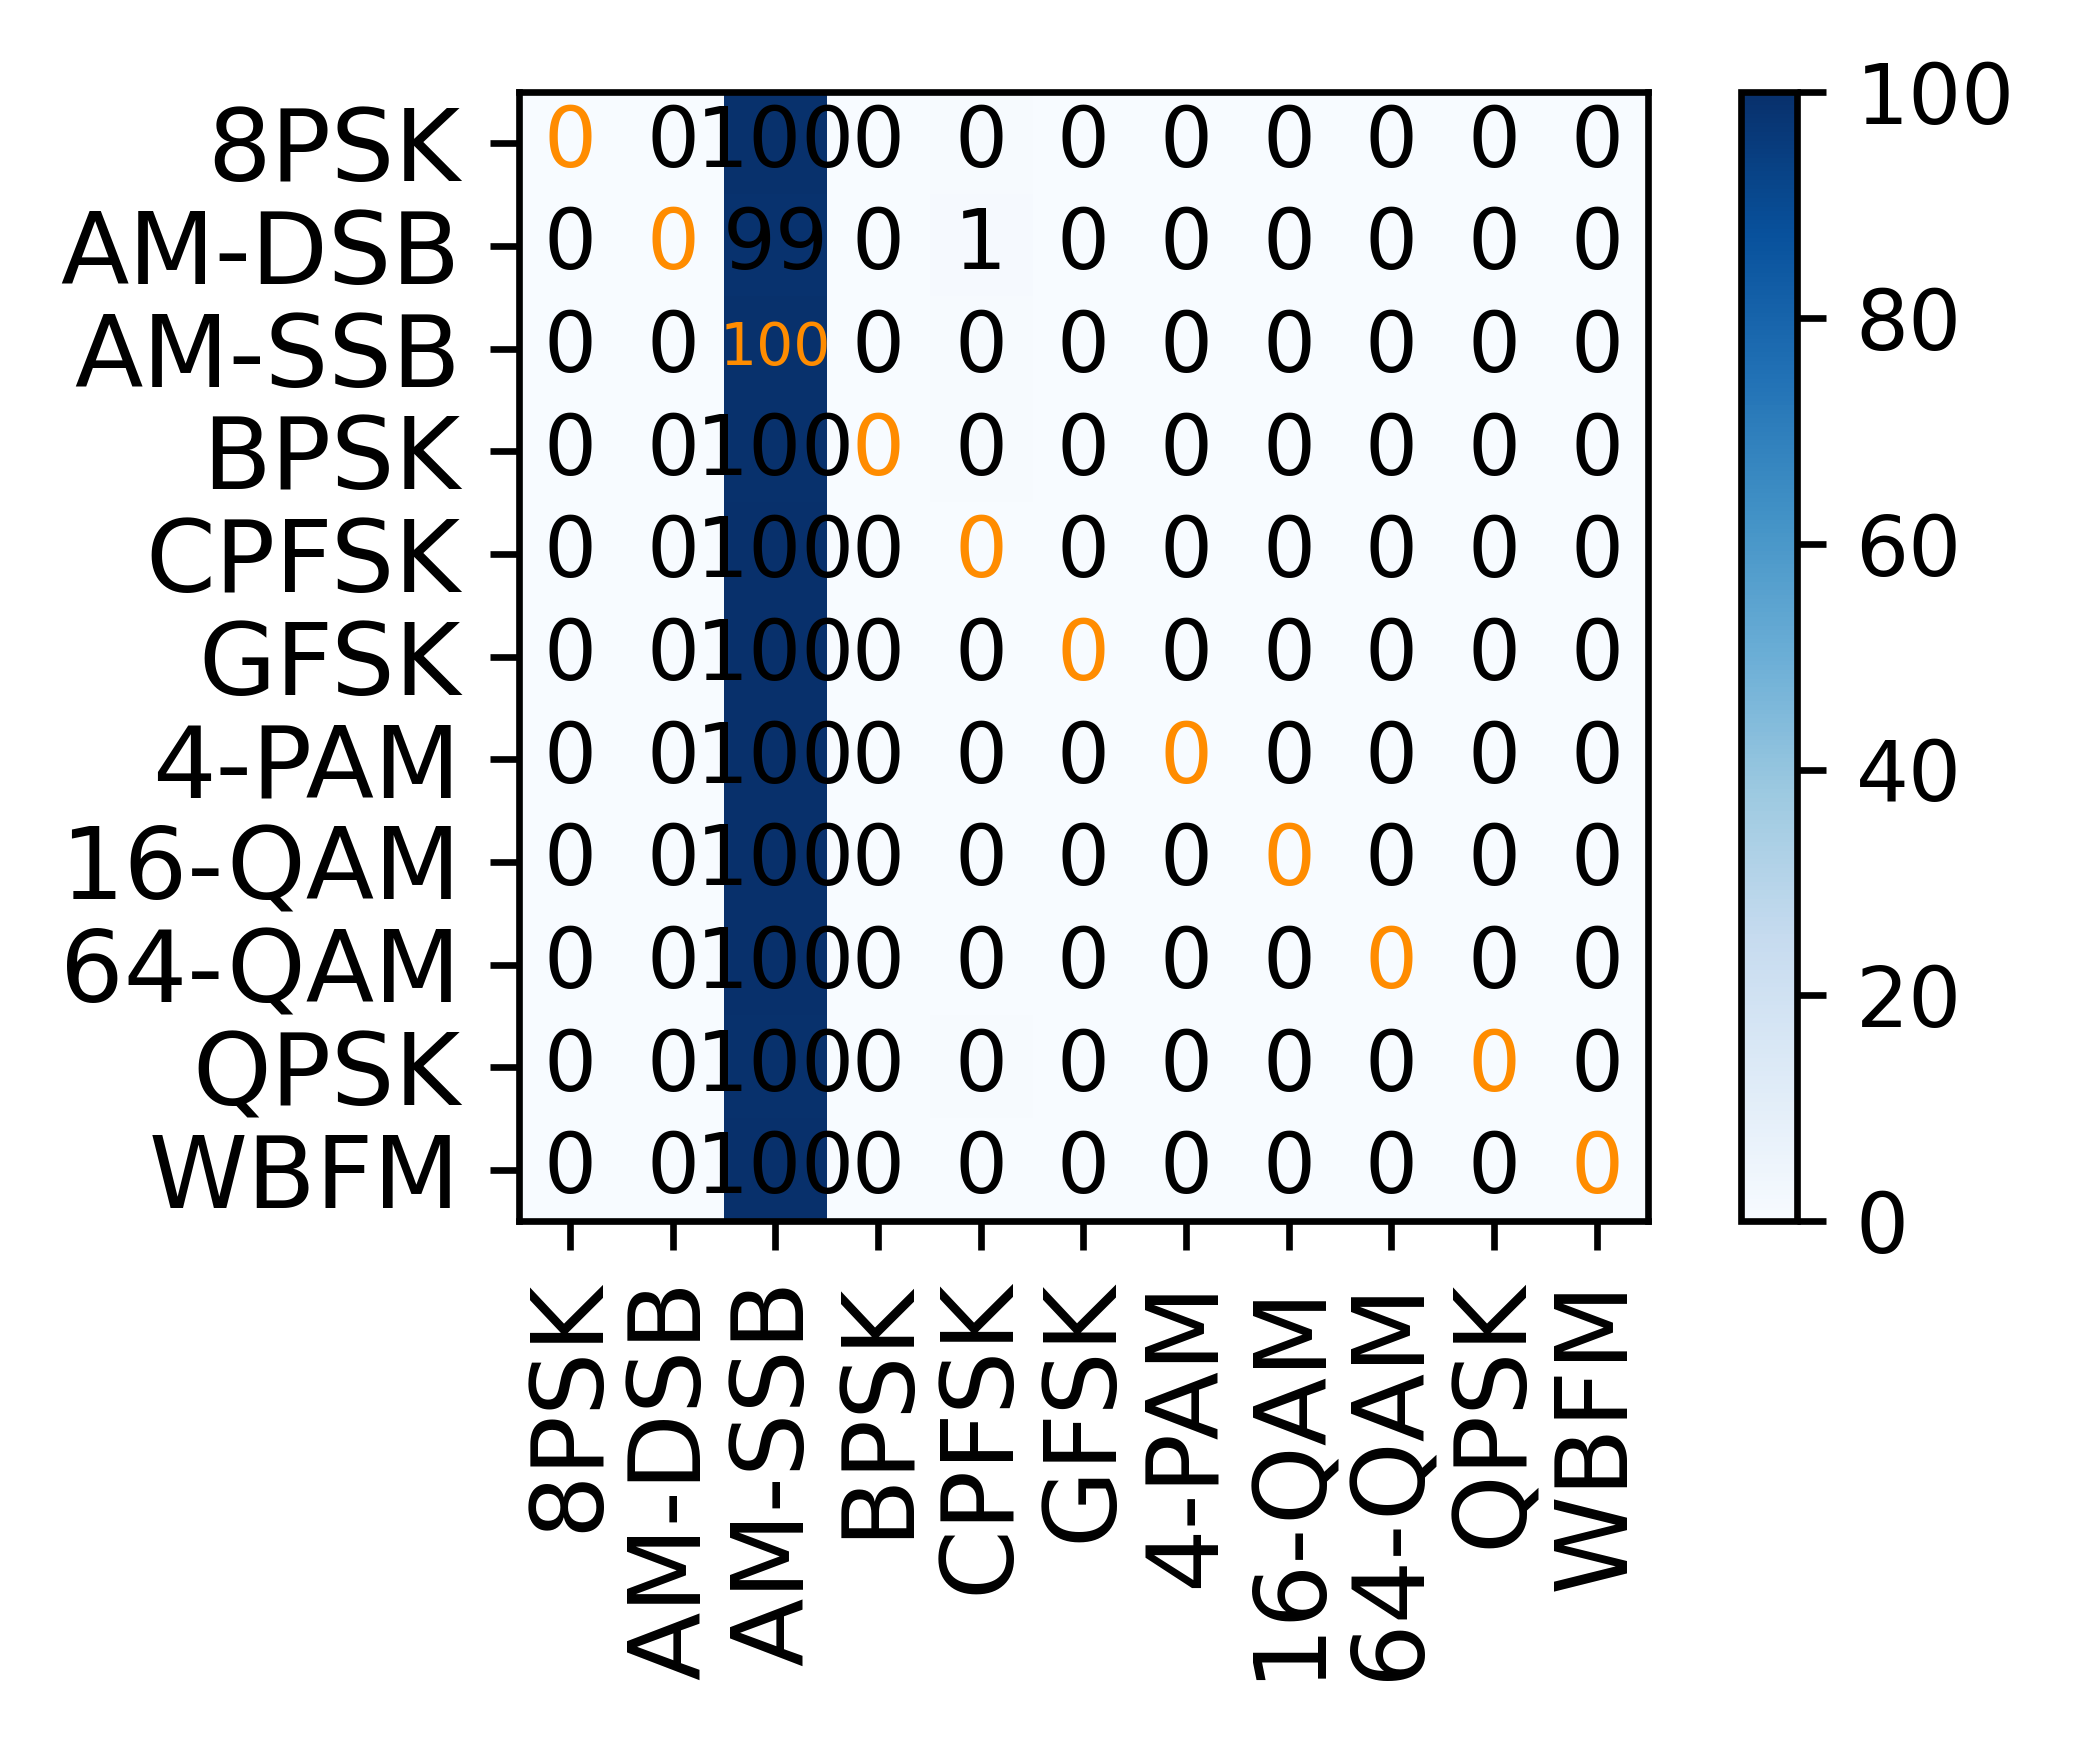 8PSK 0 0 100 0 0 0 0 0 0 0 0
AM-DSB 0 0 99 0 1 0 0 0 0 0 0
AM-SSB 0 0 100 0 0 0 0 0 0 0 0
BPSK 0 0 100 0 0 0 0 0 0 0 0
CPFSK 0 0 100 0 0 0 0 0 0 0 0
GFSK 0 0 100 0 0 0 0 0 0 0 0
4-PAM 0 0 100 0 0 0 0 0 0 0 0
16-QAM 0 0 100 0 0 0 0 0 0 0 0
64-QAM 0 0 100 0 0 0 0 0 0 0 0
QPSK 0 0 100 0 0 0 0 0 0 0 0
WBFM 0 0 100 0 0 0 0 0 0 0 0
8PSK
AM-DSB
AM-SSB
BPSK
CPFSK
GFSK
4-PAM
16-QAM
64-QAM
QPSK
WBFM
100
80
60
40
20
0